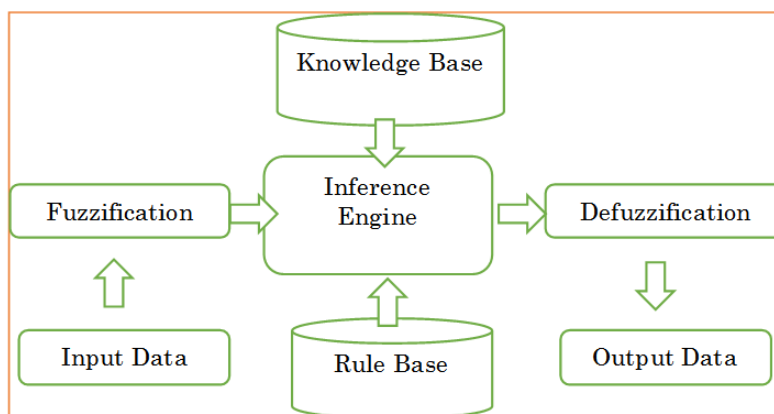 Knowledge Base
Inference
Engine
Fuzzification
Defuzzification
Input Data
Rule Base
Output Data